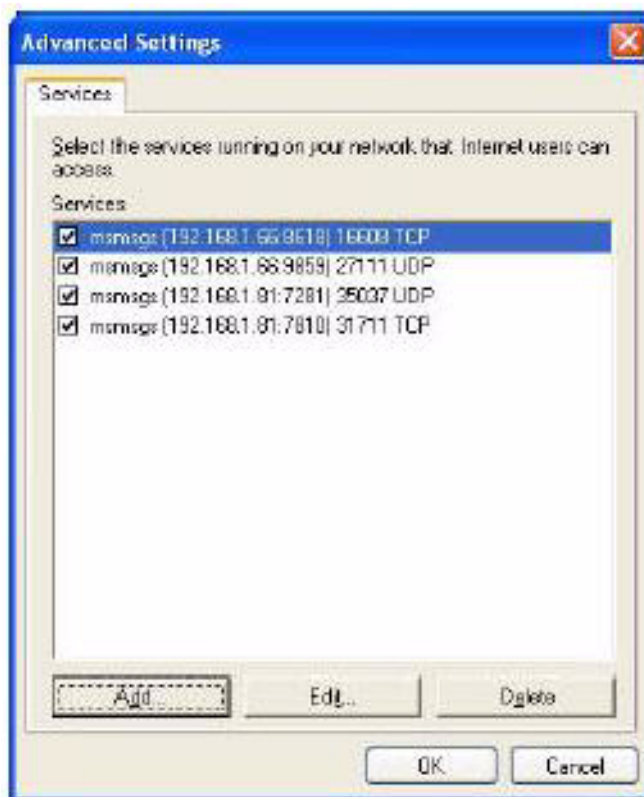 Advanced Settings
Services
Select the services running on your network that Internet users can
access.
Services
msmsgs (192.168.1.66:9618) 16608 TCP
msmsgs (192.168.1.66:9859) 27111 UDP
msmsgs (192.168.1.81:7281) 35037 UDP
msmsgs (192.168.1.81:7810) 31711 TCP
Add...
Edit...
Delete
OK
Cancel